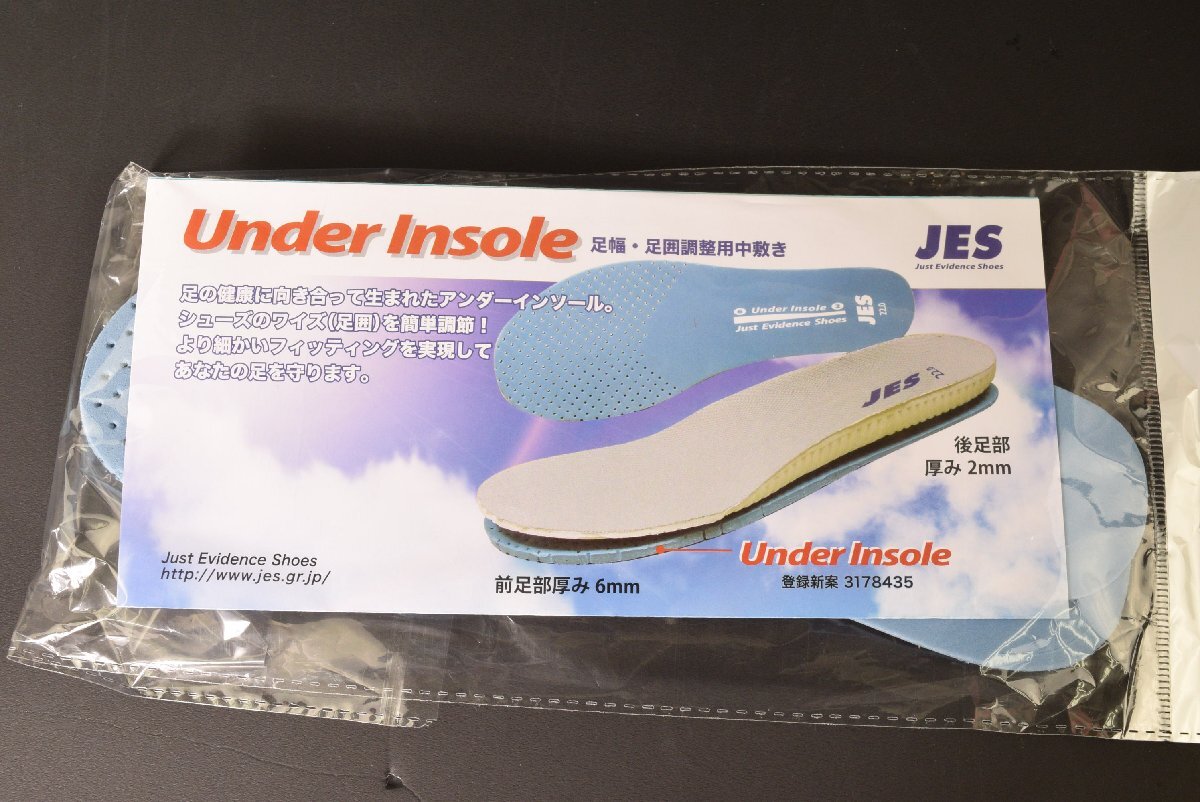 Under Insole 足幅・足囲調整用中敷き
JES
Just Evidence Shoes
足の健康に向き合って生まれたアンダーインソール。
シューズのワイズ(足囲)を簡単調節！
より細かいフィッティングを実現して
あなたの足を守ります。
6 Under Insole 2
Just Evidence Shoes
JES
22.0
JES 22.0
後足部
厚み 2mm
Under Insole
登録新案 3178435
前足部厚み 6mm
Just Evidence Shoes
http://www.jes.gr.jp/